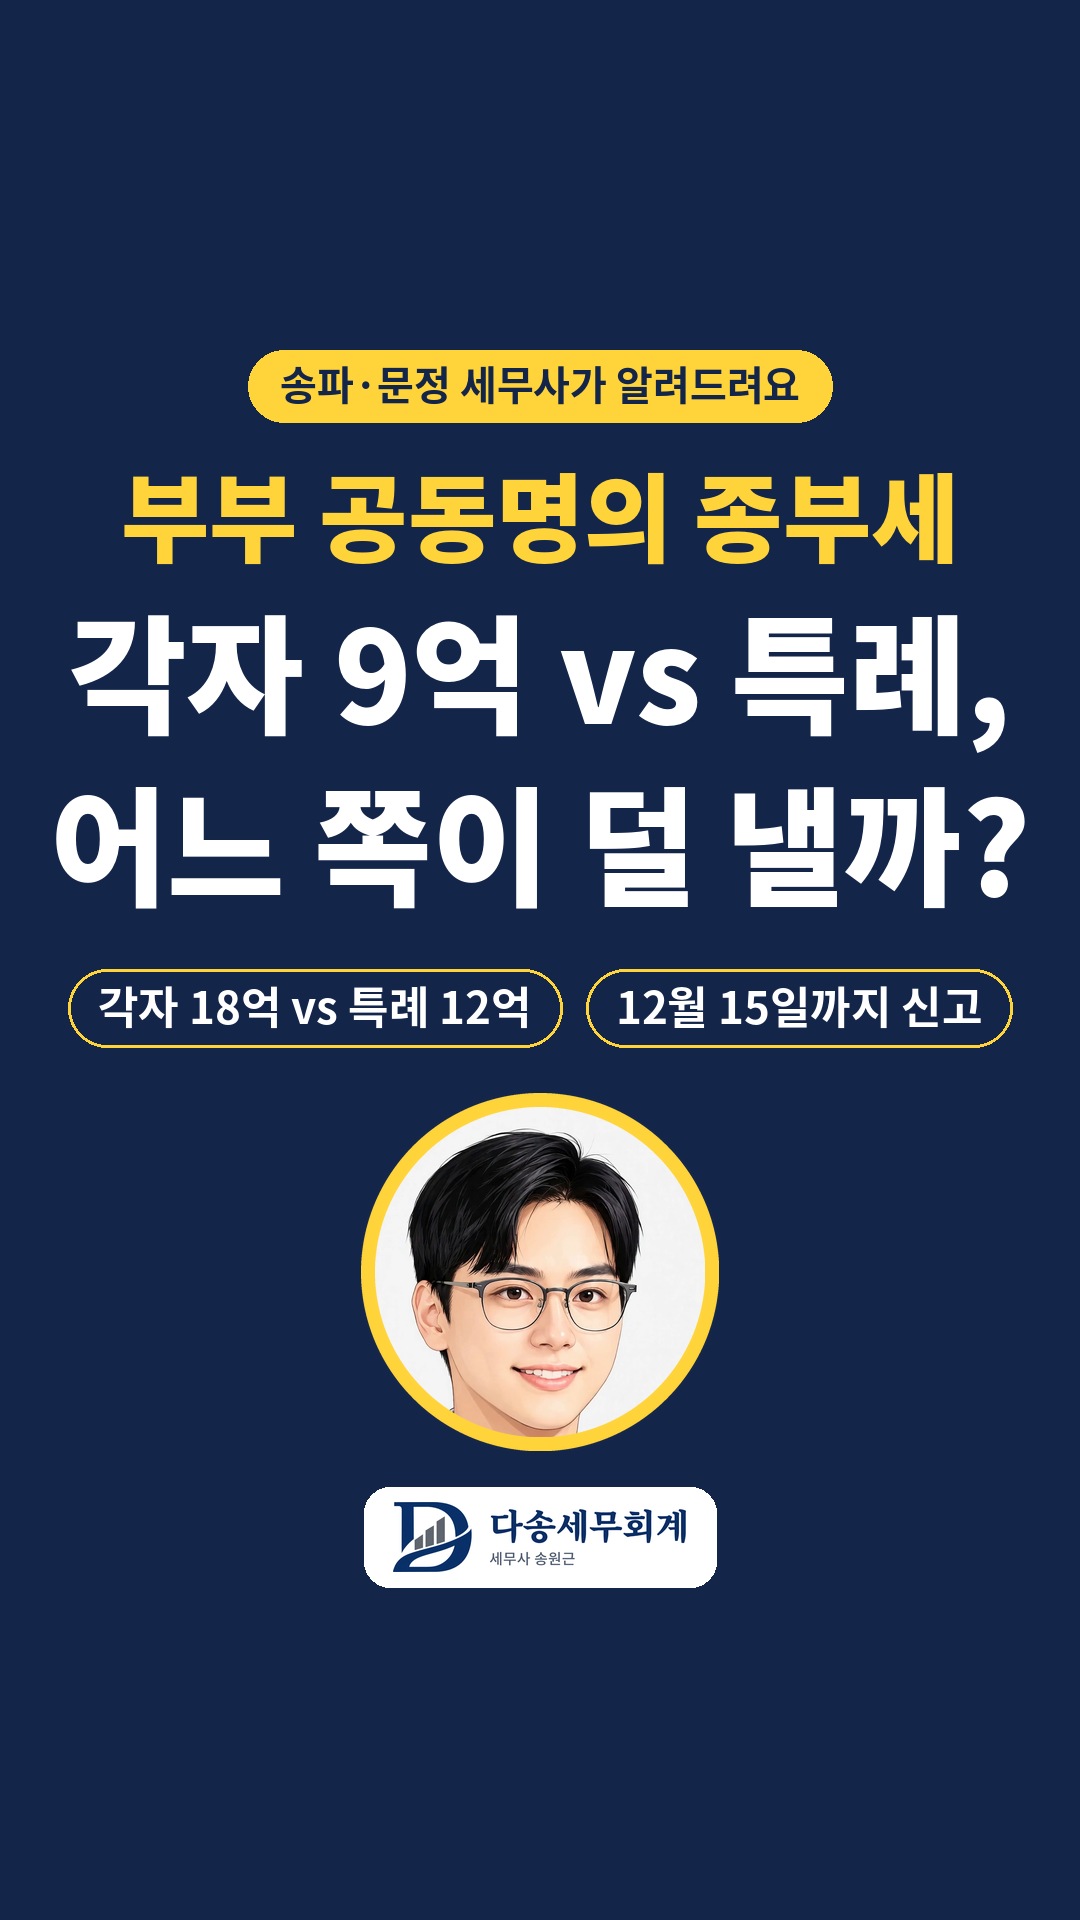 송파·문정 세무사가 알려드려요
부부 공동명의 종부세
각자 9억 vs 특례,
어느 쪽이 덜 낼까?
각자 18억 vs 특례 12억
12월 15일까지 신고
다송세무회계
세무사 송원근